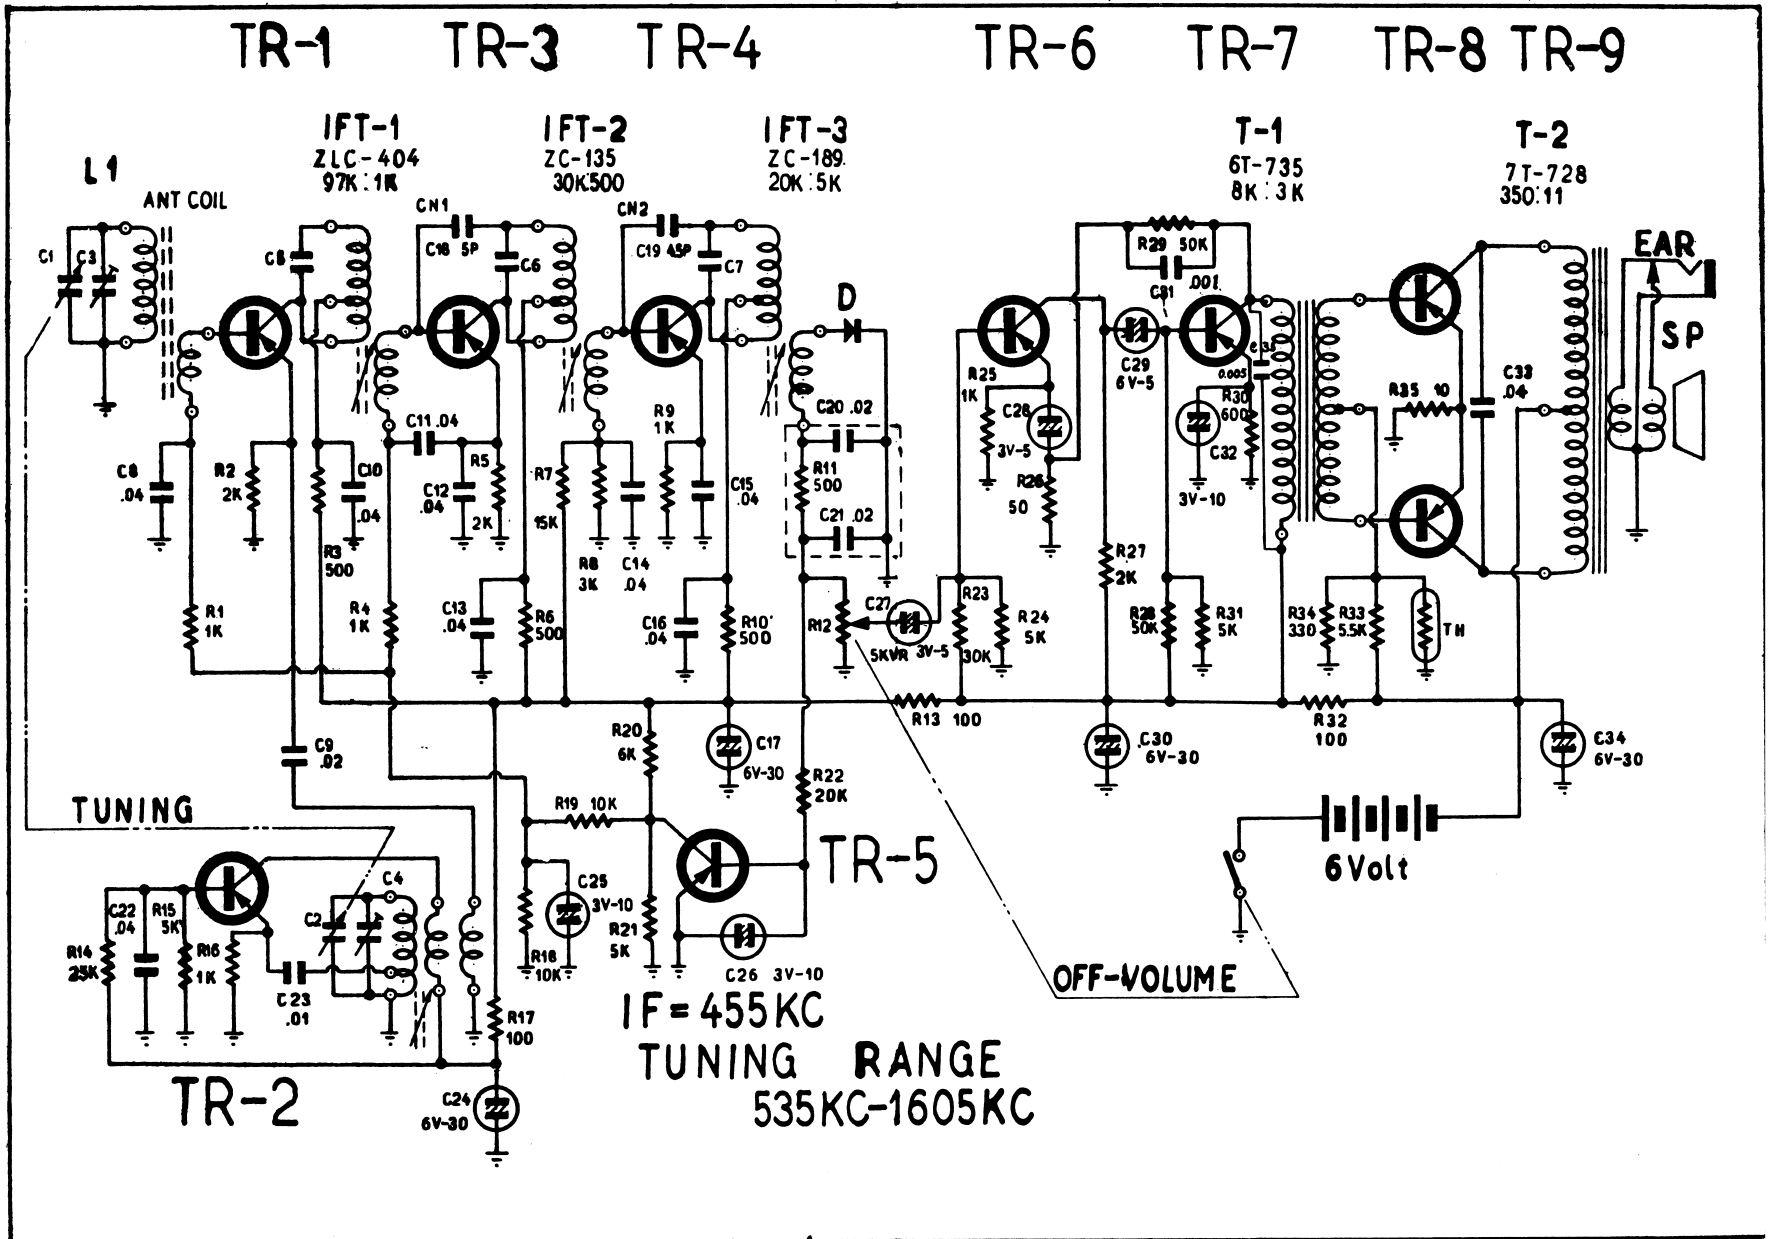 TR-1 TR-3 TR-4 TR-6 TR-7 TR-8 TR-9
L1
ANT COIL
IFT-1
ZLC-404
97K:1K
IFT-2
ZC-135
30K:500
IFT-3
ZC-189
20K:5K
T-1
6T-735
8K:3K
T-2
7T-728
350:11
C1
C3
C5
CN1
C18 5P
C6
CN2
C19 4.5P
C7
D
R29 50K
C31 .001
EAR
SP
C29
6V-5
R25
1K
C28
3V-5
R26
50
0.005
R30
600
C32
3V-10
R35 10
C33
.04
C8
.04
R2
2K
C10
.04
R3
500
C11 .04
C12
.04
R5
2K
R7
15K
R8
3K
C14
.04
R9
1K
C15
.04
C20 .02
R11
500
C21 .02
R1
1K
R4
1K
C13
.04
R6
500
C16
.04
R10
500
R12
5KVR
C27
3V-5
R23
30K
R24
5K
R27
2K
R28
50K
R31
5K
R34
330
R33
5.5K
TH
R13 100
R32
100
C9
.02
R20
6K
C17
6V-30
R22
20K
C30
6V-30
C34
6V-30
TUNING
R19 10K
TR-5
6Volt
C22
.04
R15
5K
R14
25K
R16
1K
C2
C4
C23
.01
R18
10K
C25
3V-10
R21
5K
C26 3V-10
OFF-VOLUME
R17
100
IF=455KC
TUNING RANGE
535KC-1605KC
TR-2
C24
6V-30